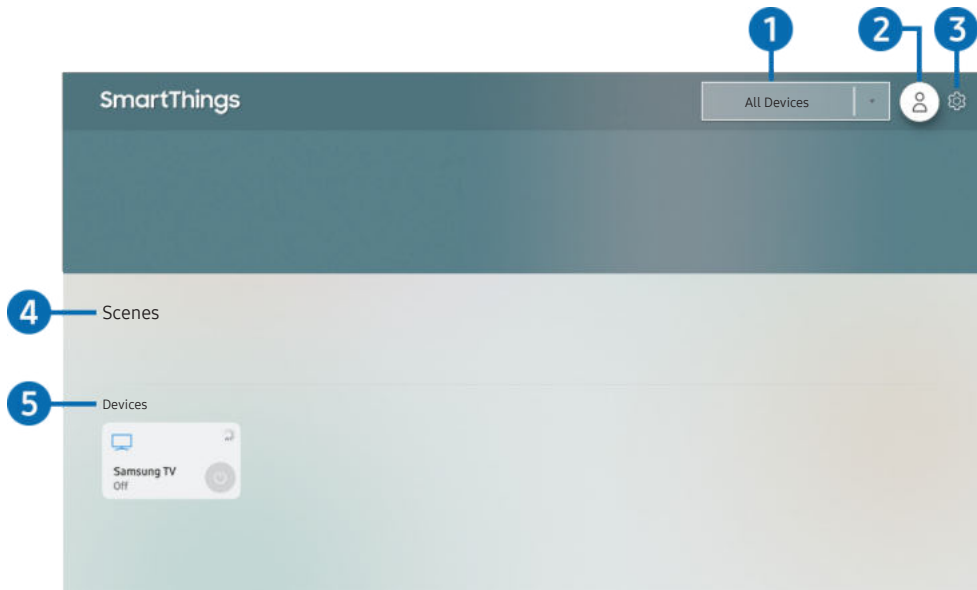 1 2 3
SmartThings
All Devices
4 Scenes
5 Devices
Samsung TV
Off